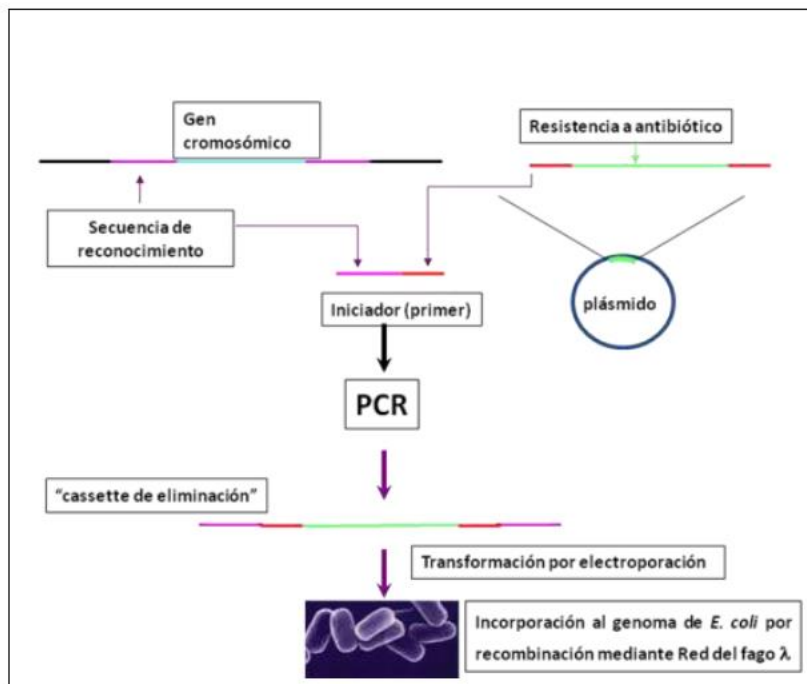 Gen
cromosómico
Resistencia a antibiótico
Secuencia de
reconocimiento
Iniciador (primer)
plásmido
PCR
“cassette de eliminación”
Transformación por electroporación
Incorporación al genoma de E. coli por
recombinación mediante Red del fago λ